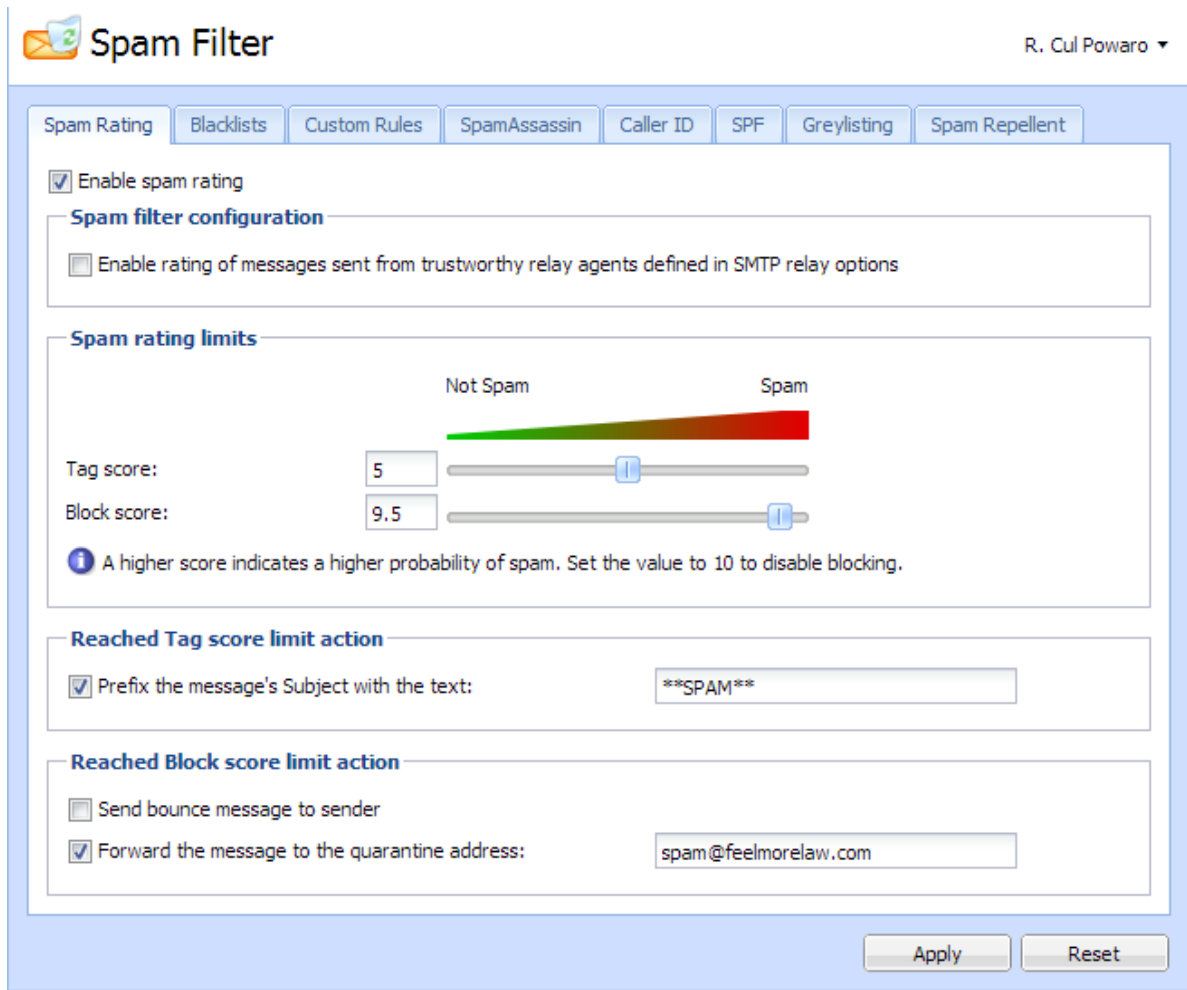 Spam Filter
R. Cul Powaro
Spam Rating
Blacklists
Custom Rules
SpamAssassin
Caller ID
SPF
Greylisting
Spam Repellent
Enable spam rating
Spam filter configuration
Enable rating of messages sent from trustworthy relay agents defined in SMTP relay options
Spam rating limits
Not Spam
Spam
Tag score:
5
Block score:
9.5
A higher score indicates a higher probability of spam. Set the value to 10 to disable blocking.
Reached Tag score limit action
Prefix the message's Subject with the text:
**SPAM**
Reached Block score limit action
Send bounce message to sender
Forward the message to the quarantine address:
spam@feelmorelaw.com
Apply
Reset